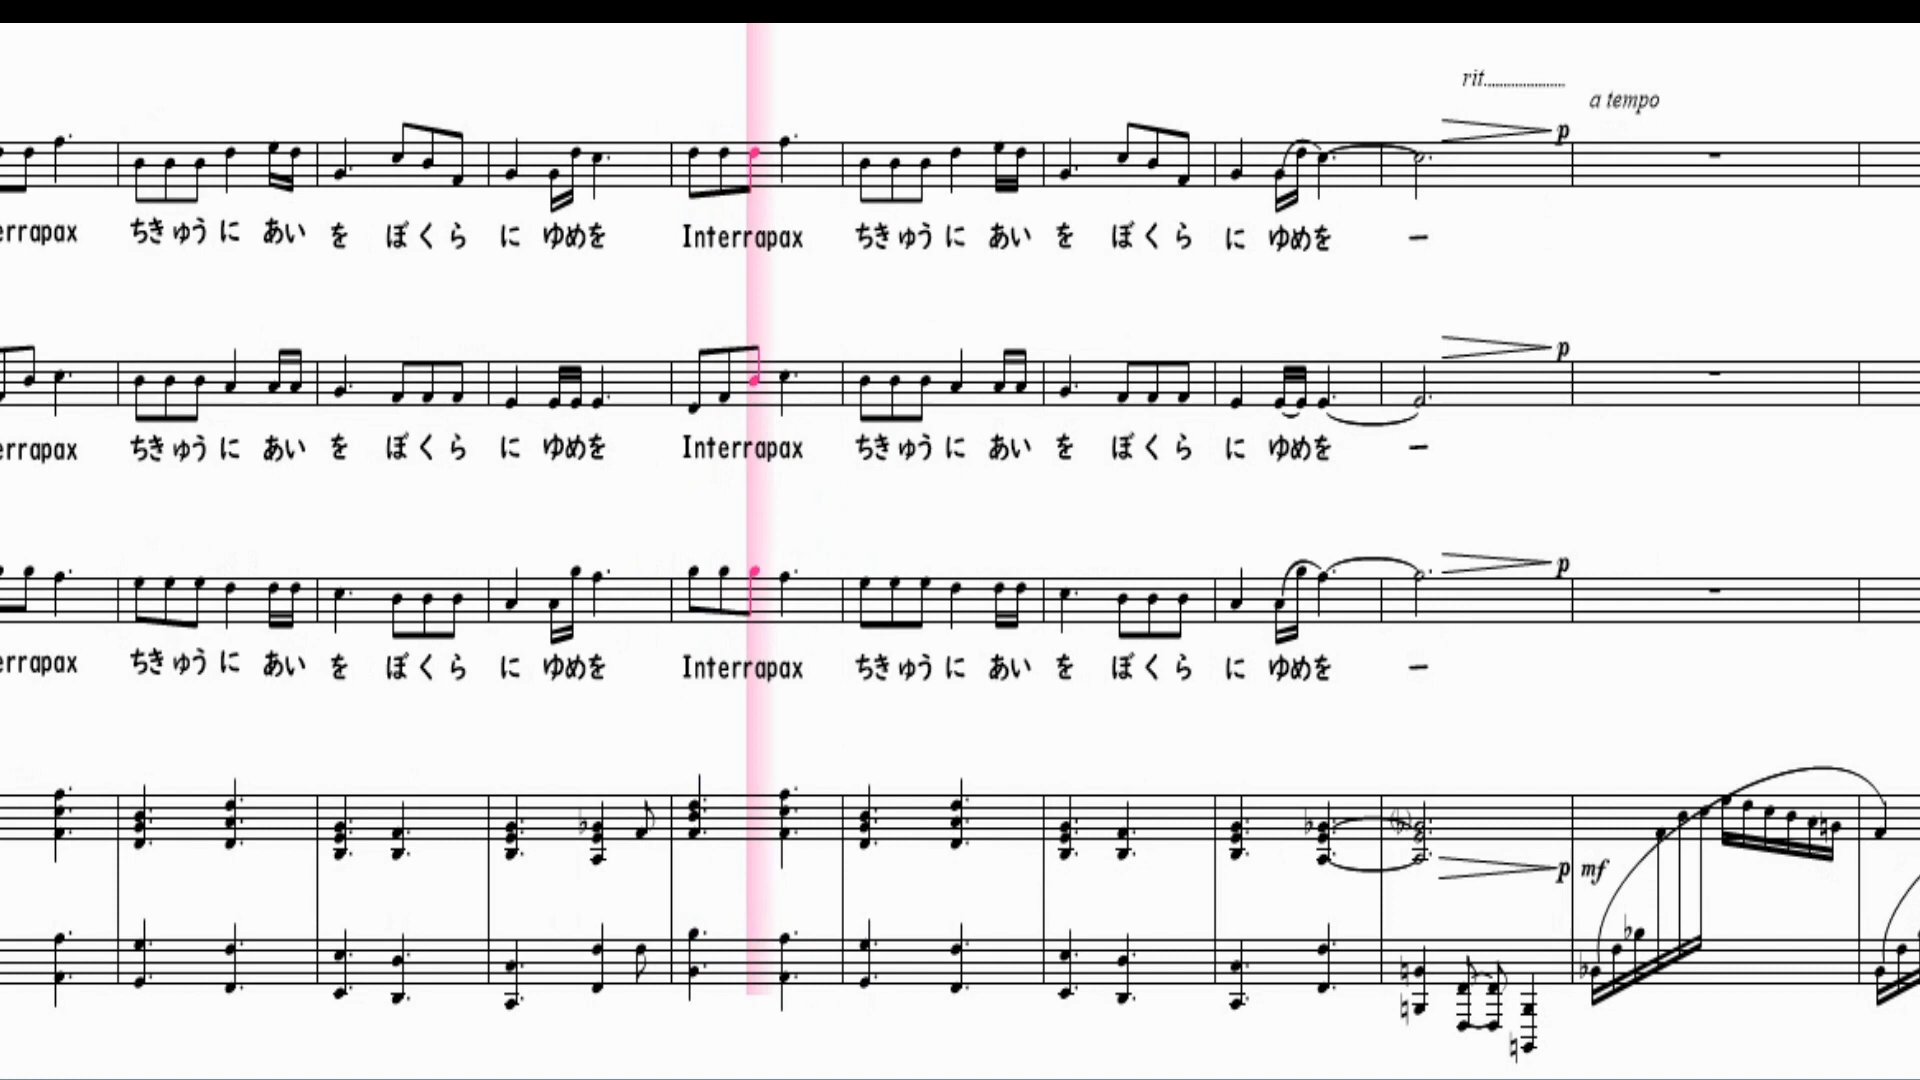 rit.
a tempo
p
errapax ちきゅうに あい を ぼくら に ゆめを Interrapax ちきゅうに あい を ぼくら に ゆめを ー
p
errapax ちきゅうに あい を ぼくら に ゆめを Interrapax ちきゅうに あい を ぼくら に ゆめを ー
p
errapax ちきゅうに あい を ぼくら に ゆめを Interrapax ちきゅうに あい を ぼくら に ゆめを ー
p mf